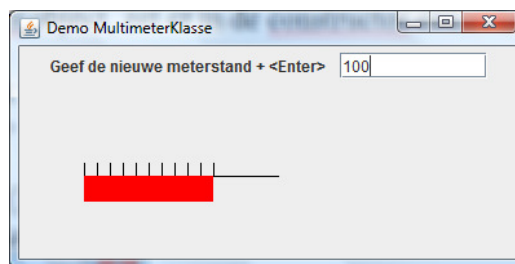 Demo MultimeterKlasse
Geef de nieuwe meterstand + <Enter> 100